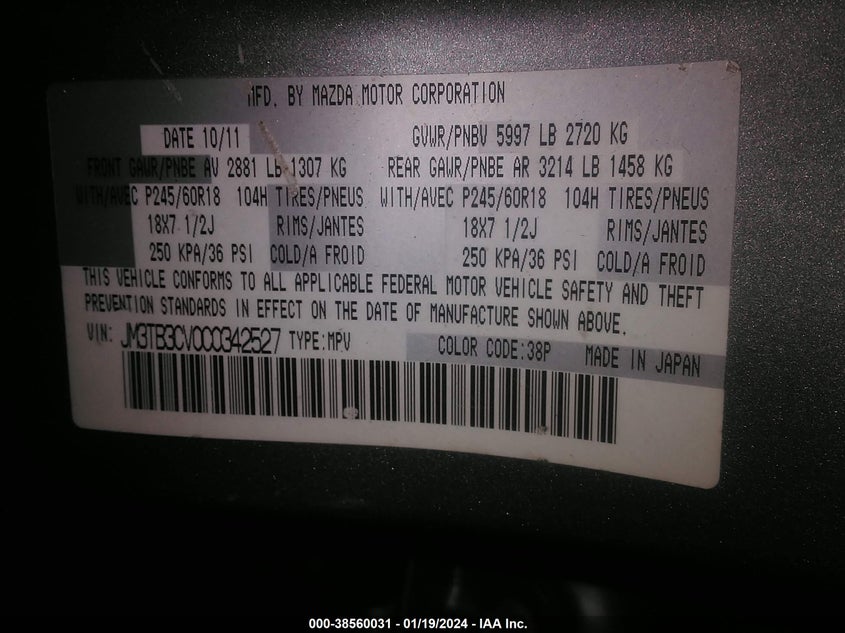 MFD. BY MAZDA MOTOR CORPORATION
DATE 10/11 GVWR/PNBV 5997 LB 2720 KG
FRONT GAWR/PNBE AV 2881 LB 1307 KG REAR GAWR/PNBE AR 3214 LB 1458 KG
WITH/AVEC P245/60R18 104H TIRES/PNEUS WITH/AVEC P245/60R18 104H TIRES/PNEUS
18X7 1/2J RIMS/JANTES 18X7 1/2J RIMS/JANTES
250 KPA/36 PSI COLD/A FROID 250 KPA/36 PSI COLD/A FROID
THIS VEHICLE CONFORMS TO ALL APPLICABLE FEDERAL MOTOR VEHICLE SAFETY AND THEFT
PREVENTION STANDARDS IN EFFECT ON THE DATE OF MANUFACTURE SHOWN ABOVE.
VIN: JM3TB3CV0C0342527 TYPE:MPV COLOR CODE:38P MADE IN JAPAN
000-38560031 - 01/19/2024 - IAA Inc.